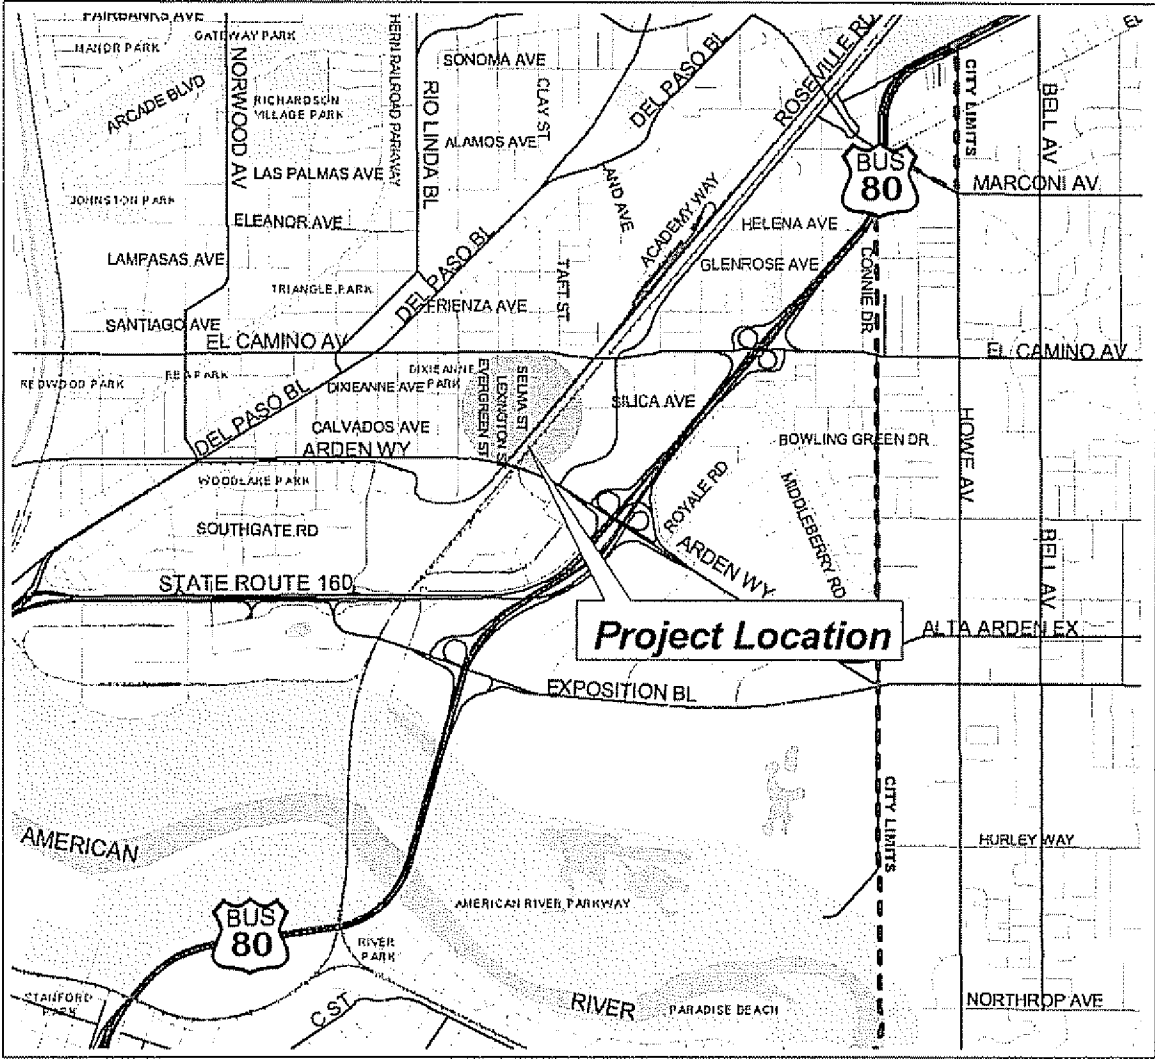 FAIRBANKS AVE
GATEWAY PARK
MANOR PARK
ARCADE BLVD
NORWOOD AV
RICHARDSON
VILLAGE PARK
HERN RAILROAD PARKWAY
RIO LINDA BL
SONOMA AVE
CLAY ST
DEL PASO BL
ROSEVILLE RD
CITY LIMITS
BELL AV
EL
ALAMOS AVE
LAS PALMAS AVE
JOHNSTON PARK
ELEANOR AVE
LAMPASAS AVE
TRIANGLE PARK
SANTIAGO AVE
EL CAMINO AV
DEL PASO BL
ERIENZA AVE
TAFT ST
AND AVE
ACADEMY WAY
HELENA AVE
GLENROSE AVE
CONNIE DR
BUS
80
MARCONI AV
EL CAMINO AV
REDWOOD PARK
DIXIEANNE AVE
DIXIEANNE
PARK
EVERGREEN ST
LEXINGTON S
SELMA ST
SILICA AVE
DEL PASO BL
CALVADOS AVE
ARDEN WY
BOWLING GREEN DR
HOWE AV
WOODLAKE PARK
SOUTHGATE RD
ROYALE RD
MIDDLEBERRY RD
ARDEN WY
BELL AV
STATE ROUTE 160
Project Location
ALTA ARDEN EX
EXPOSITION BL
CITY LIMITS
HURLEY WAY
AMERICAN
AMERICAN RIVER PARKWAY
BUS
80
RIVER
PARK
STANFORD
PARK
C ST
RIVER
PARADISE BEACH
NORTHROP AVE